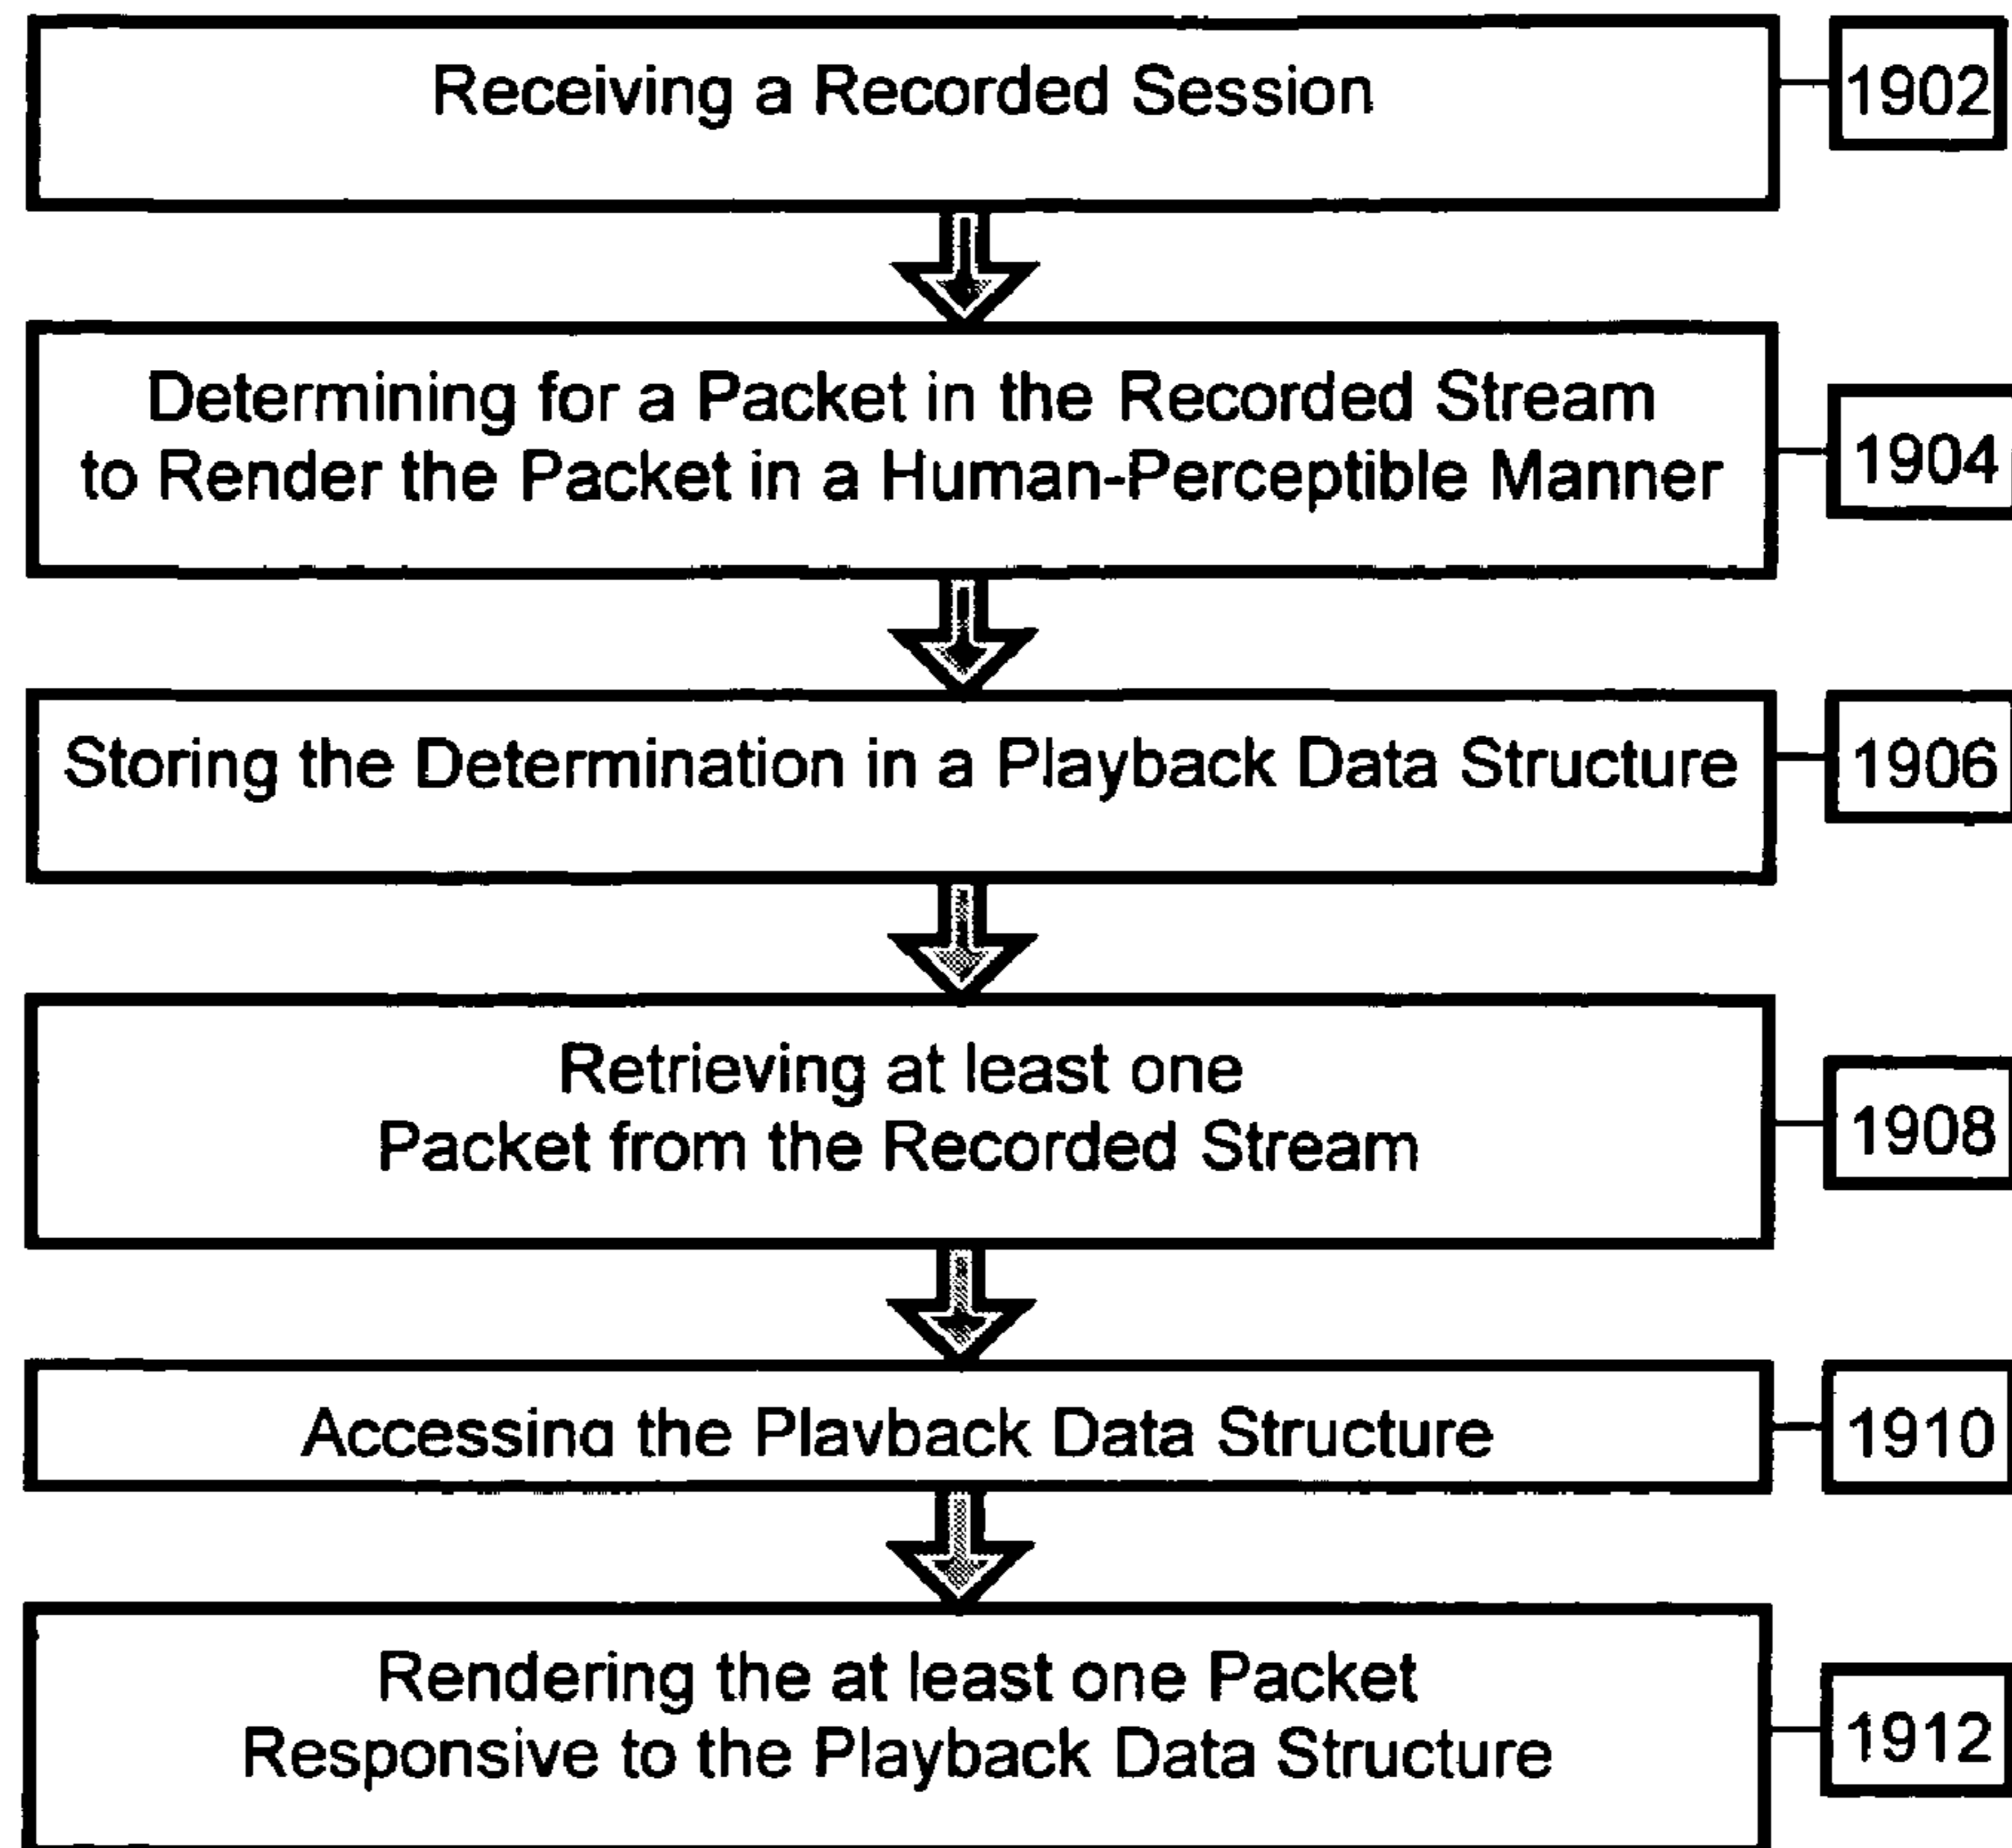 Receiving a Recorded Session
1902
Determining for a Packet in the Recorded Stream
to Render the Packet in a Human-Perceptible Manner
1904
Storing the Determination in a Playback Data Structure
1906
Retrieving at least one
Packet from the Recorded Stream
1908
Accessing the Playback Data Structure
1910
Rendering the at least one Packet
Responsive to the Playback Data Structure
1912